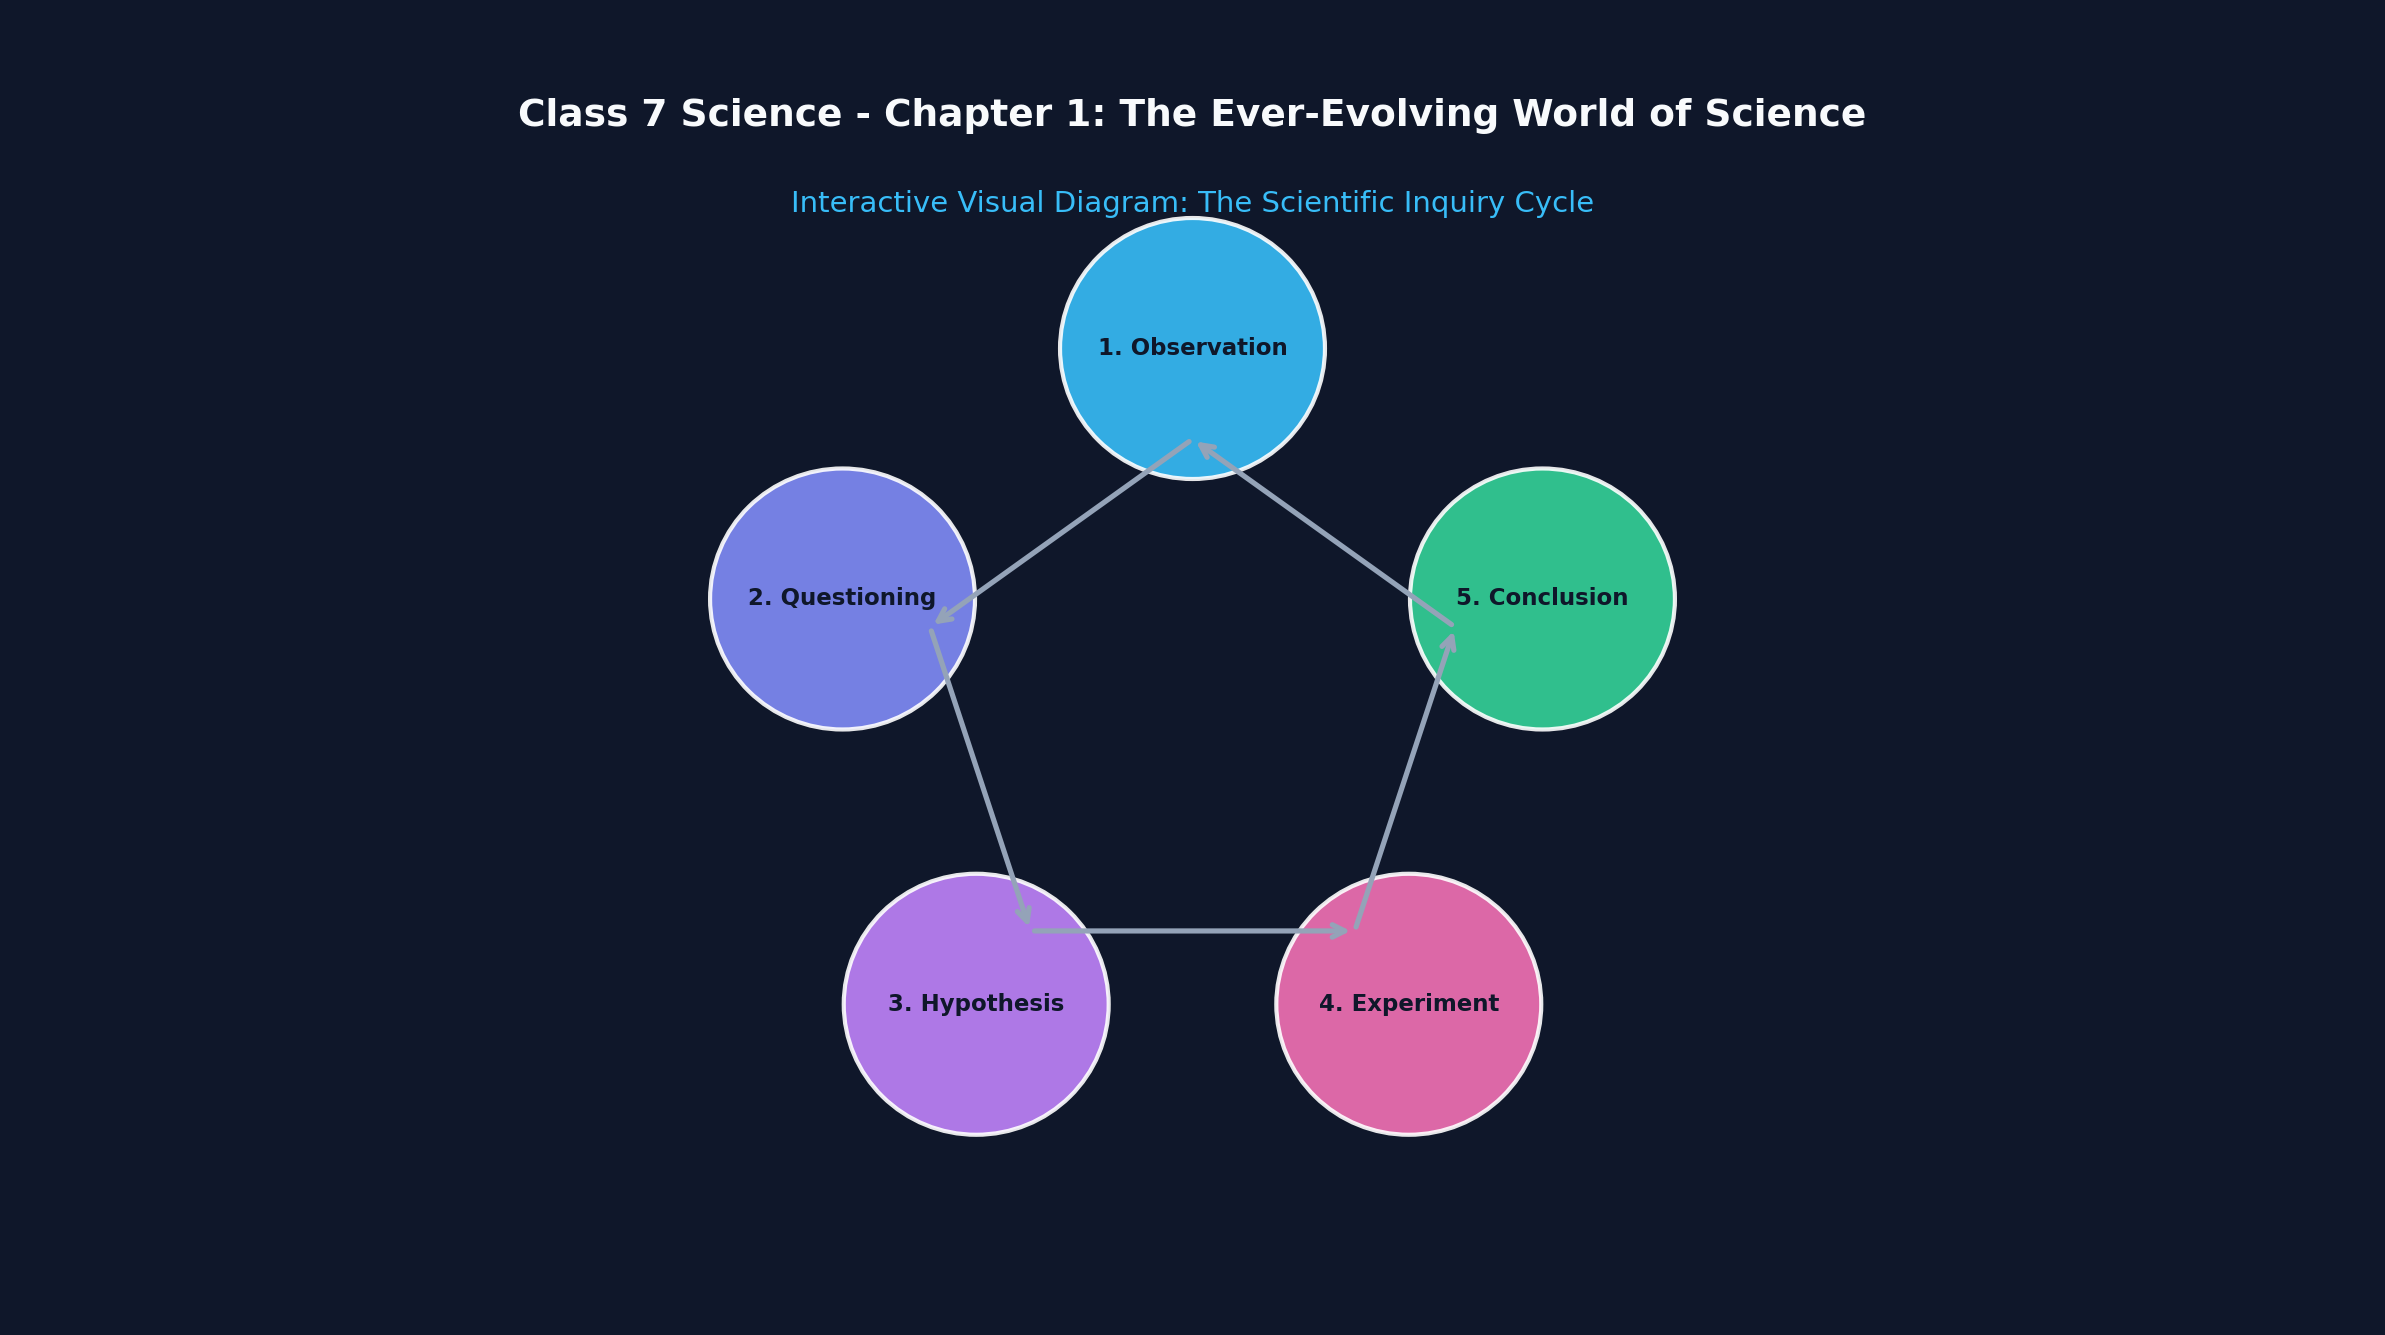 Class 7 Science - Chapter 1: The Ever-Evolving World of Science
Interactive Visual Diagram: The Scientific Inquiry Cycle
1. Observation
2. Questioning
5. Conclusion
3. Hypothesis
4. Experiment